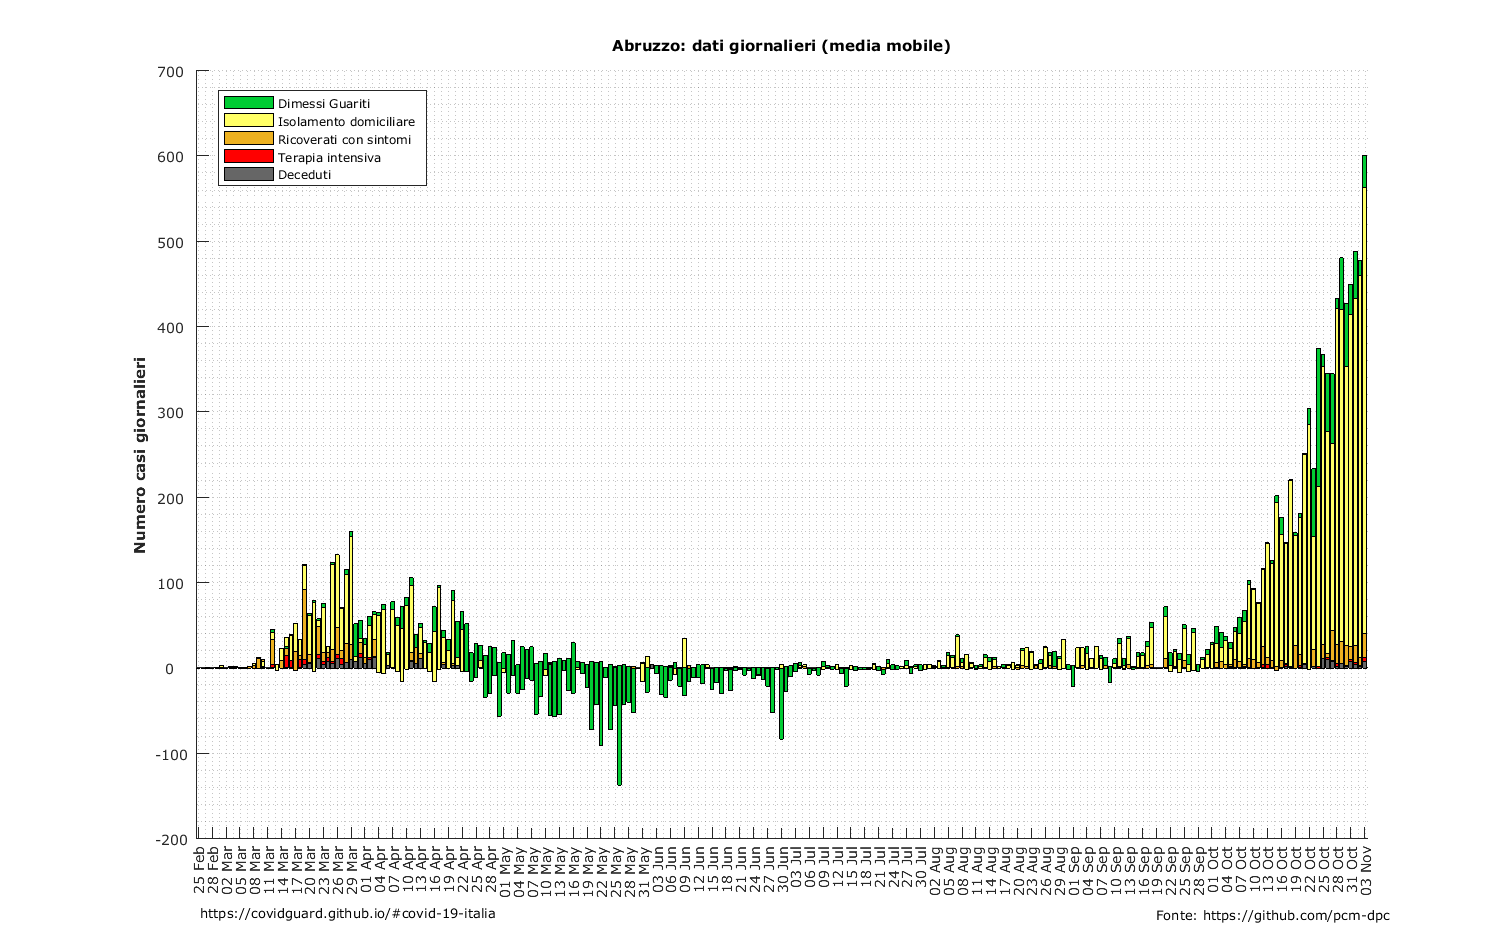 Abruzzo: dati giornalieri (media mobile)
700
600
500
400
300
200
100
0
-100
-200
Numero casi giornalieri
Dimessi Guariti
Isolamento domiciliare
Ricoverati con sintomi
Terapia intensiva
Deceduti
25 Feb
28 Feb
02 Mar
05 Mar
08 Mar
11 Mar
14 Mar
17 Mar
20 Mar
23 Mar
26 Mar
29 Mar
01 Apr
04 Apr
07 Apr
10 Apr
13 Apr
16 Apr
19 Apr
22 Apr
25 Apr
28 Apr
01 May
04 May
07 May
10 May
13 May
16 May
19 May
22 May
25 May
28 May
31 May
03 Jun
06 Jun
09 Jun
12 Jun
15 Jun
18 Jun
21 Jun
24 Jun
27 Jun
30 Jun
03 Jul
06 Jul
09 Jul
12 Jul
15 Jul
18 Jul
21 Jul
24 Jul
27 Jul
30 Jul
02 Aug
05 Aug
08 Aug
11 Aug
14 Aug
17 Aug
20 Aug
23 Aug
26 Aug
29 Aug
01 Sep
04 Sep
07 Sep
10 Sep
13 Sep
16 Sep
19 Sep
22 Sep
25 Sep
28 Sep
01 Oct
04 Oct
07 Oct
10 Oct
13 Oct
16 Oct
19 Oct
22 Oct
25 Oct
28 Oct
31 Oct
03 Nov
https://covidguard.github.io/#covid-19-italia
Fonte: https://github.com/pcm-dpc